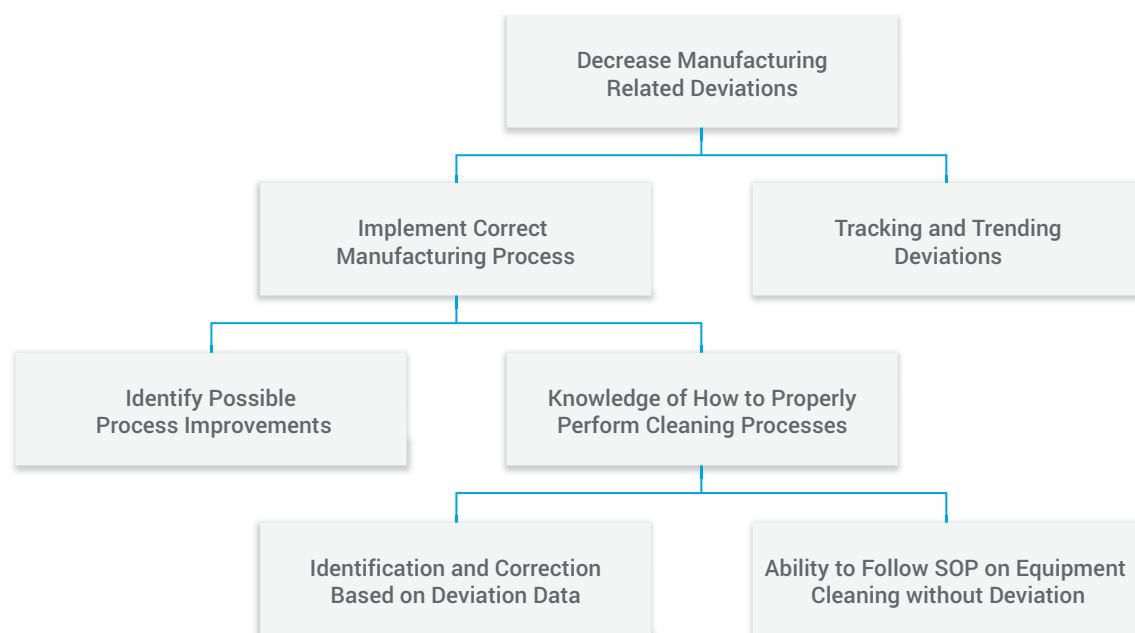 Decrease Manufacturing
Related Deviations
Implement Correct
Manufacturing Process
Tracking and Trending
Deviations
Identify Possible
Process Improvements
Knowledge of How to Properly
Perform Cleaning Processes
Identification and Correction
Based on Deviation Data
Ability to Follow SOP on Equipment
Cleaning without Deviation